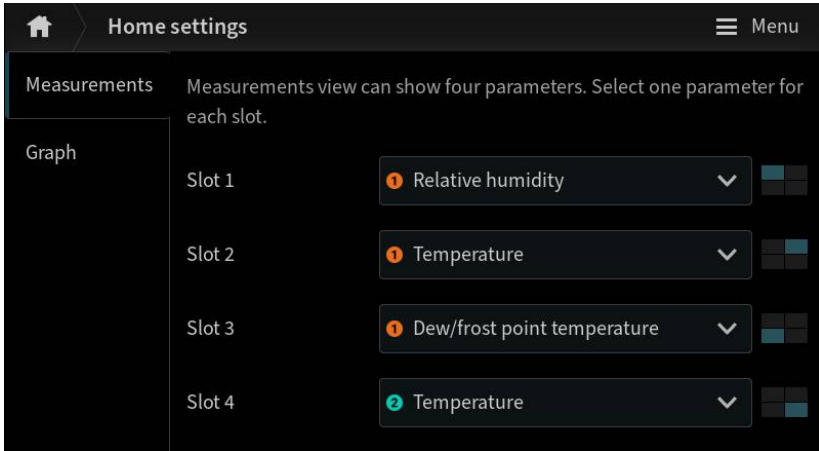 Home settings
Menu
Measurements
Graph
Measurements view can show four parameters. Select one parameter for
each slot.
Slot 1
1 Relative humidity
Slot 2
1 Temperature
Slot 3
1 Dew/frost point temperature
Slot 4
2 Temperature